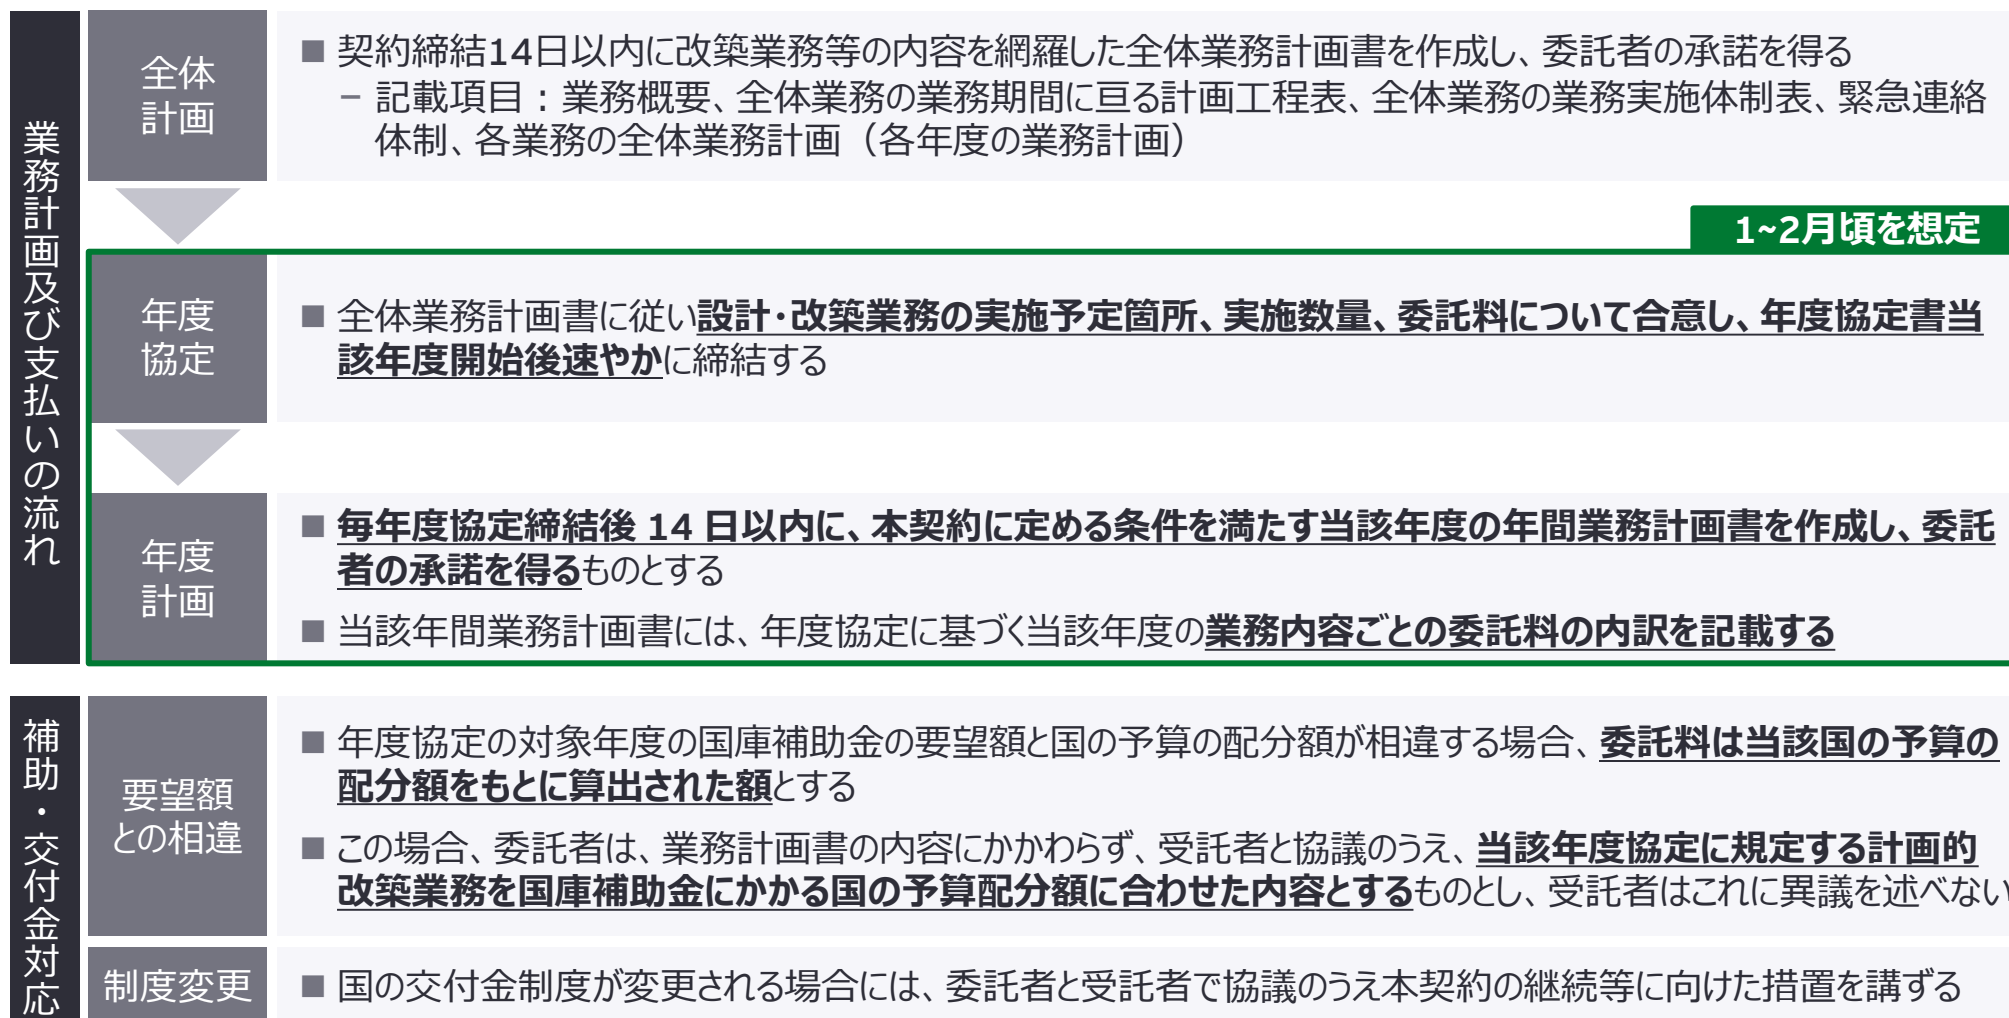 業務計画及び支払いの流れ
全体
計画
■ 契約締結14日以内に改築業務等の内容を網羅した全体業務計画書を作成し、委託者の承諾を得る
− 記載項目：業務概要、全体業務の業務期間に亘る計画工程表、全体業務の業務実施体制表、緊急連絡
体制、各業務の全体業務計画（各年度の業務計画）
1~2月頃を想定
年度
協定
■ 全体業務計画書に従い設計・改築業務の実施予定箇所、実施数量、委託料について合意し、年度協定書当
該年度開始後速やかに締結する
年度
計画
■ 毎年度協定締結後 14 日以内に、本契約に定める条件を満たす当該年度の年間業務計画書を作成し、委託
者の承諾を得るものとする
■ 当該年間業務計画書には、年度協定に基づく当該年度の業務内容ごとの委託料の内訳を記載する
補助・交付金対応
要望額
との相違
■ 年度協定の対象年度の国庫補助金の要望額と国の予算の配分額が相違する場合、委託料は当該国の予算の
配分額をもとに算出された額とする
■ この場合、委託者は、業務計画書の内容にかかわらず、受託者と協議のうえ、当該年度協定に規定する計画的
改築業務を国庫補助金にかかる国の予算配分額に合わせた内容とするものとし、受託者はこれに異議を述べない
制度変更
■ 国の交付金制度が変更される場合には、委託者と受託者で協議のうえ本契約の継続等に向けた措置を講ずる